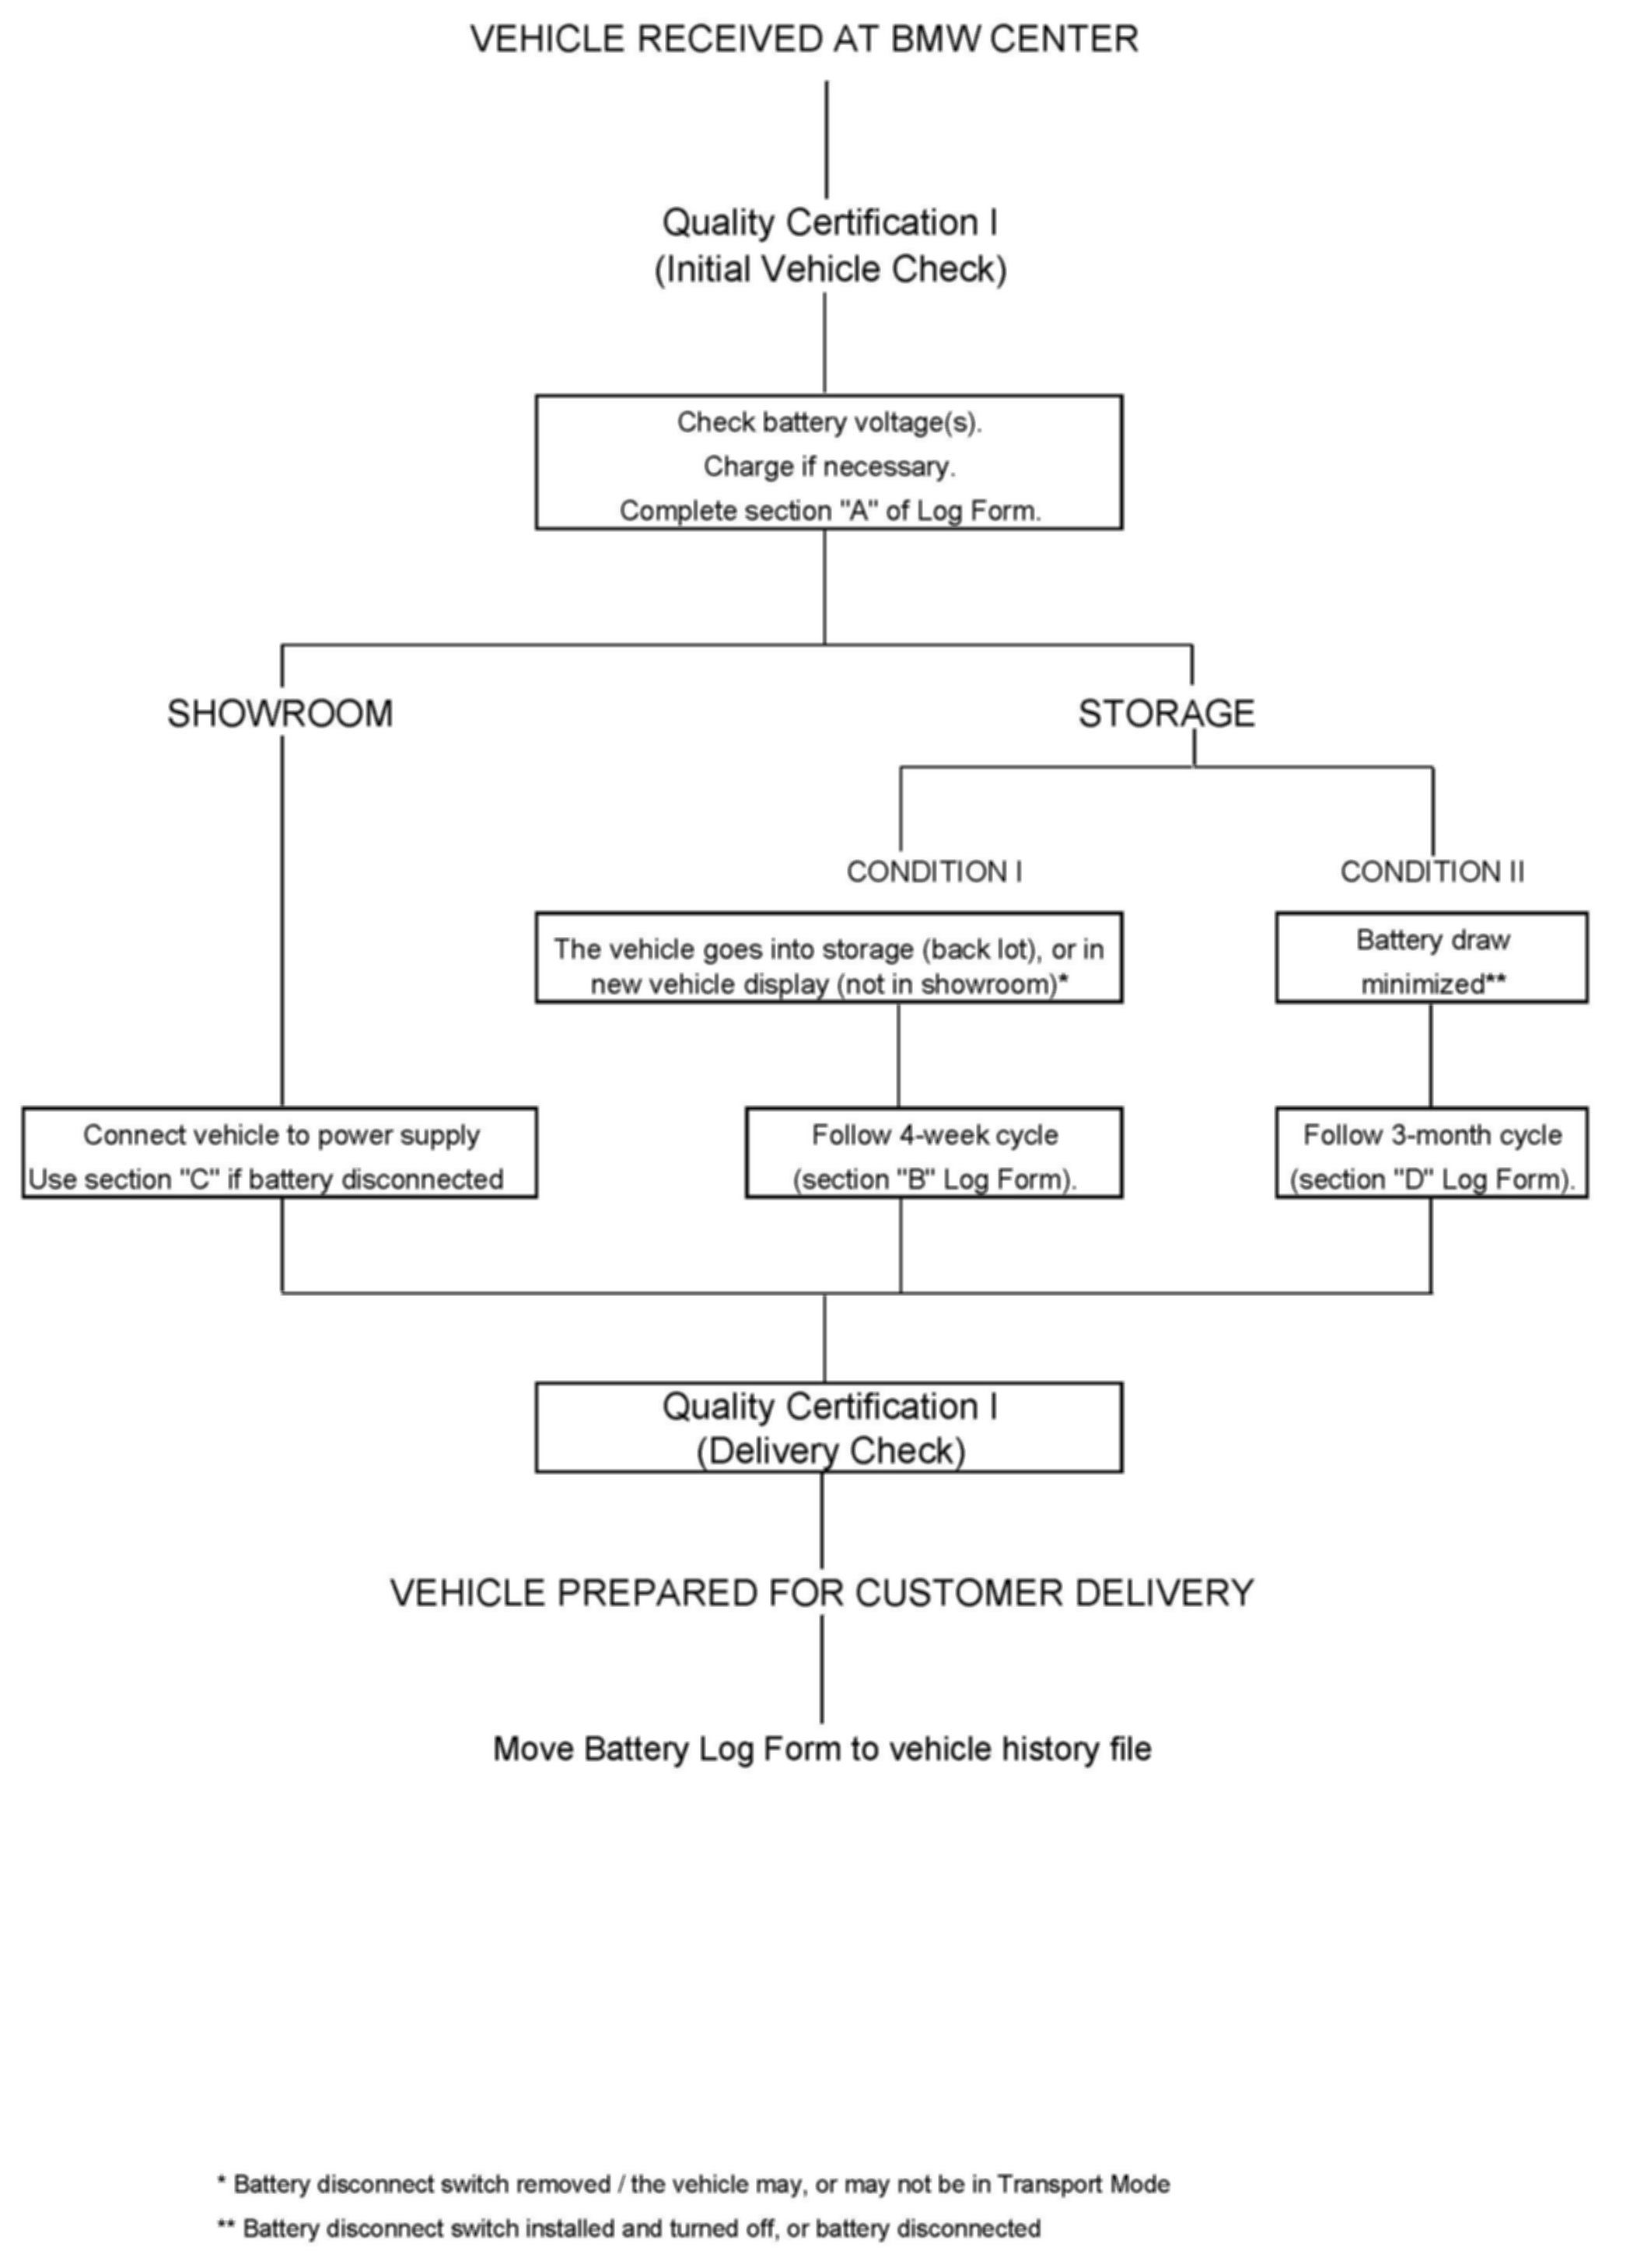 VEHICLE RECEIVED AT BMW CENTER
Quality Certification I
(Initial Vehicle Check)
Check battery voltage(s).
Charge if necessary.
Complete section "A" of Log Form.
SHOWROOM
STORAGE
CONDITION I
CONDITION II
The vehicle goes into storage (back lot), or in
new vehicle display (not in showroom)*
Battery draw
minimized**
Connect vehicle to power supply
Use section "C" if battery disconnected
Follow 4-week cycle
(section "B" Log Form).
Follow 3-month cycle
(section "D" Log Form).
Quality Certification I
(Delivery Check)
VEHICLE PREPARED FOR CUSTOMER DELIVERY
Move Battery Log Form to vehicle history file
* Battery disconnect switch removed / the vehicle may, or may not be in Transport Mode
** Battery disconnect switch installed and turned off, or battery disconnected